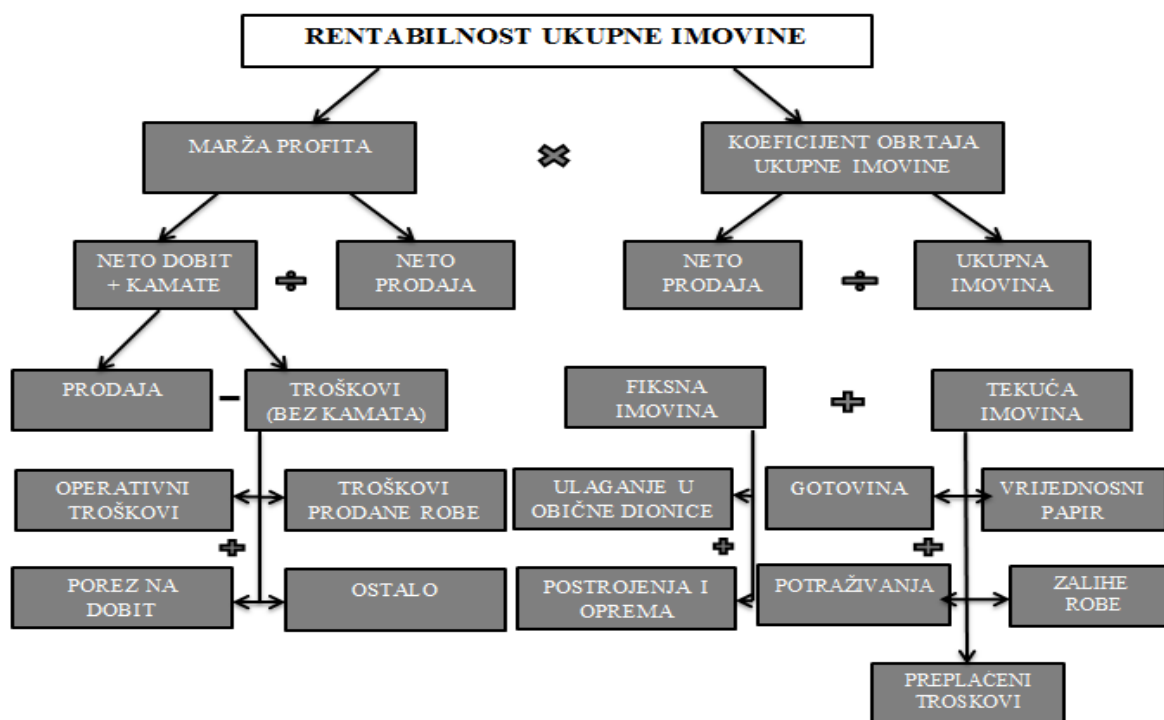 RENTABILNOST UKUPNE IMOVINE
MARŽA PROFITA
KOEFICIJENT OBRTAJA
UKUPNE IMOVINE
NETO DOBIT
+ KAMATE
NETO
PRODAJA
NETO
PRODAJA
UKUPNA
IMOVINA
PRODAJA
TROŠKOVI
(BEZ KAMATA)
FIKSNA
IMOVINA
TEKUĆA
IMOVINA
OPERATIVNI
TROŠKOVI
TROŠKOVI
PRODANE ROBE
ULAGANJE U
OBIČNE DIONICE
GOTOVINA
VRIJEDNOSNI
PAPIR
POREZ NA
DOBIT
OSTALO
POSTROJENJA I
OPREMA
POTRAŽIVANJA
ZALIHE
ROBE
PREPLAČENI
TROSKOVI